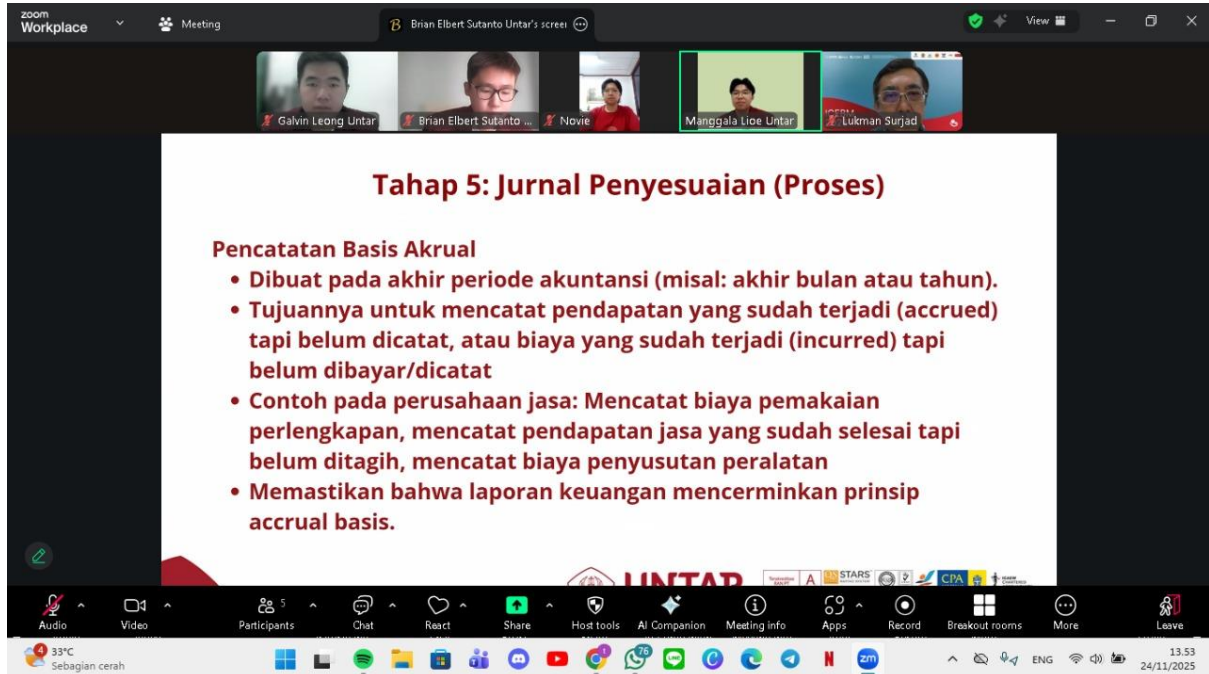 zoom
Workplace
Meeting
B Brian Elbert Sutanto Untar's screen
View
Galvin Leong Untar
Brian Elbert Sutanto ...
Novie
Manggala Lioe Untar
Lukman Surjad
Tahap 5: Jurnal Penyesuaian (Proses)
Pencatatan Basis Akrual
• Dibuat pada akhir periode akuntansi (misal: akhir bulan atau tahun).
• Tujuannya untuk mencatat pendapatan yang sudah terjadi (accrued)
tapi belum dicatat, atau biaya yang sudah terjadi (incurred) tapi
belum dibayar/dicatat
• Contoh pada perusahaan jasa: Mencatat biaya pemakaian
perlengkapan, mencatat pendapatan jasa yang sudah selesai tapi
belum ditagih, mencatat biaya penyusutan peralatan
• Memastikan bahwa laporan keuangan mencerminkan prinsip
accrual basis.
UNTAR
A
STARS
CPA
5
Audio
Video
Participants
Chat
React
Share
Host tools
AI Companion
Meeting info
Apps
Record
Breakout rooms
More
Leave
4
33°C
Sebagian cerah
76
LINE
N
zm
ENG
13.53
24/11/2025